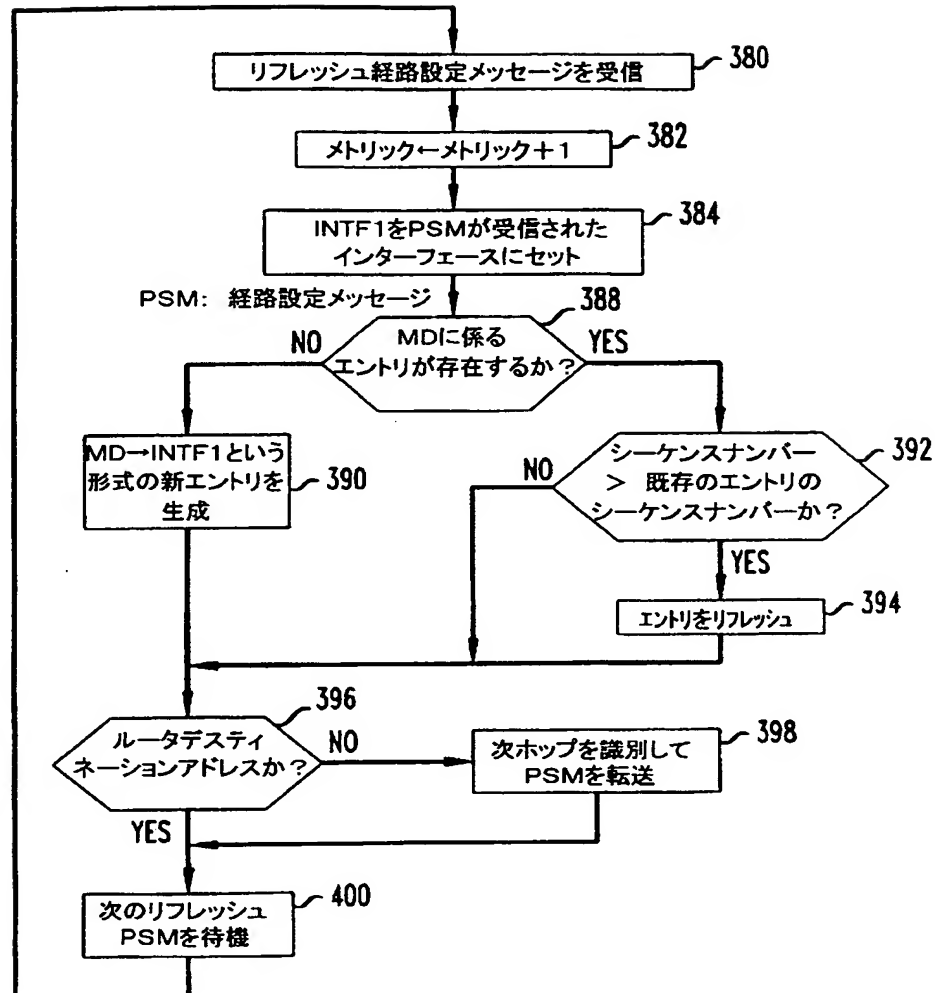 リフレッシュ経路設定メッセージを受信
380
メトリック←メトリック+1
382
INTF1をPSMが受信された
インターフェースにセット
384
PSM: 経路設定メッセージ
388
NO
MDに係る
エントリが存在するか?
YES
MD→INTF1という
形式の新エントリを
生成
390
NO
シーケンスナンバー
> 既存のエントリの
シーケンスナンバーか?
392
YES
エントリをリフレッシュ
394
396
ルータデスティ
ネーションアドレスか?
NO
次ホップを識別して
PSMを転送
398
YES
次のリフレッシュ
PSMを待機
400